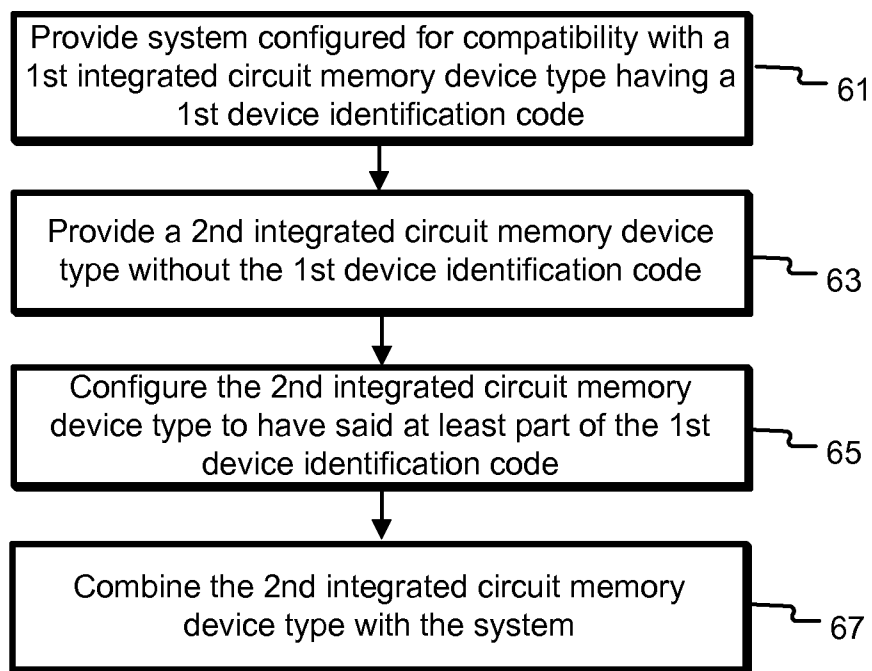 Provide system configured for compatibility with a
1st integrated circuit memory device type having a
1st device identification code
61
Provide a 2nd integrated circuit memory device
type without the 1st device identification code
63
Configure the 2nd integrated circuit memory
device type to have said at least part of the 1st
device identification code
65
Combine the 2nd integrated circuit memory
device type with the system
67